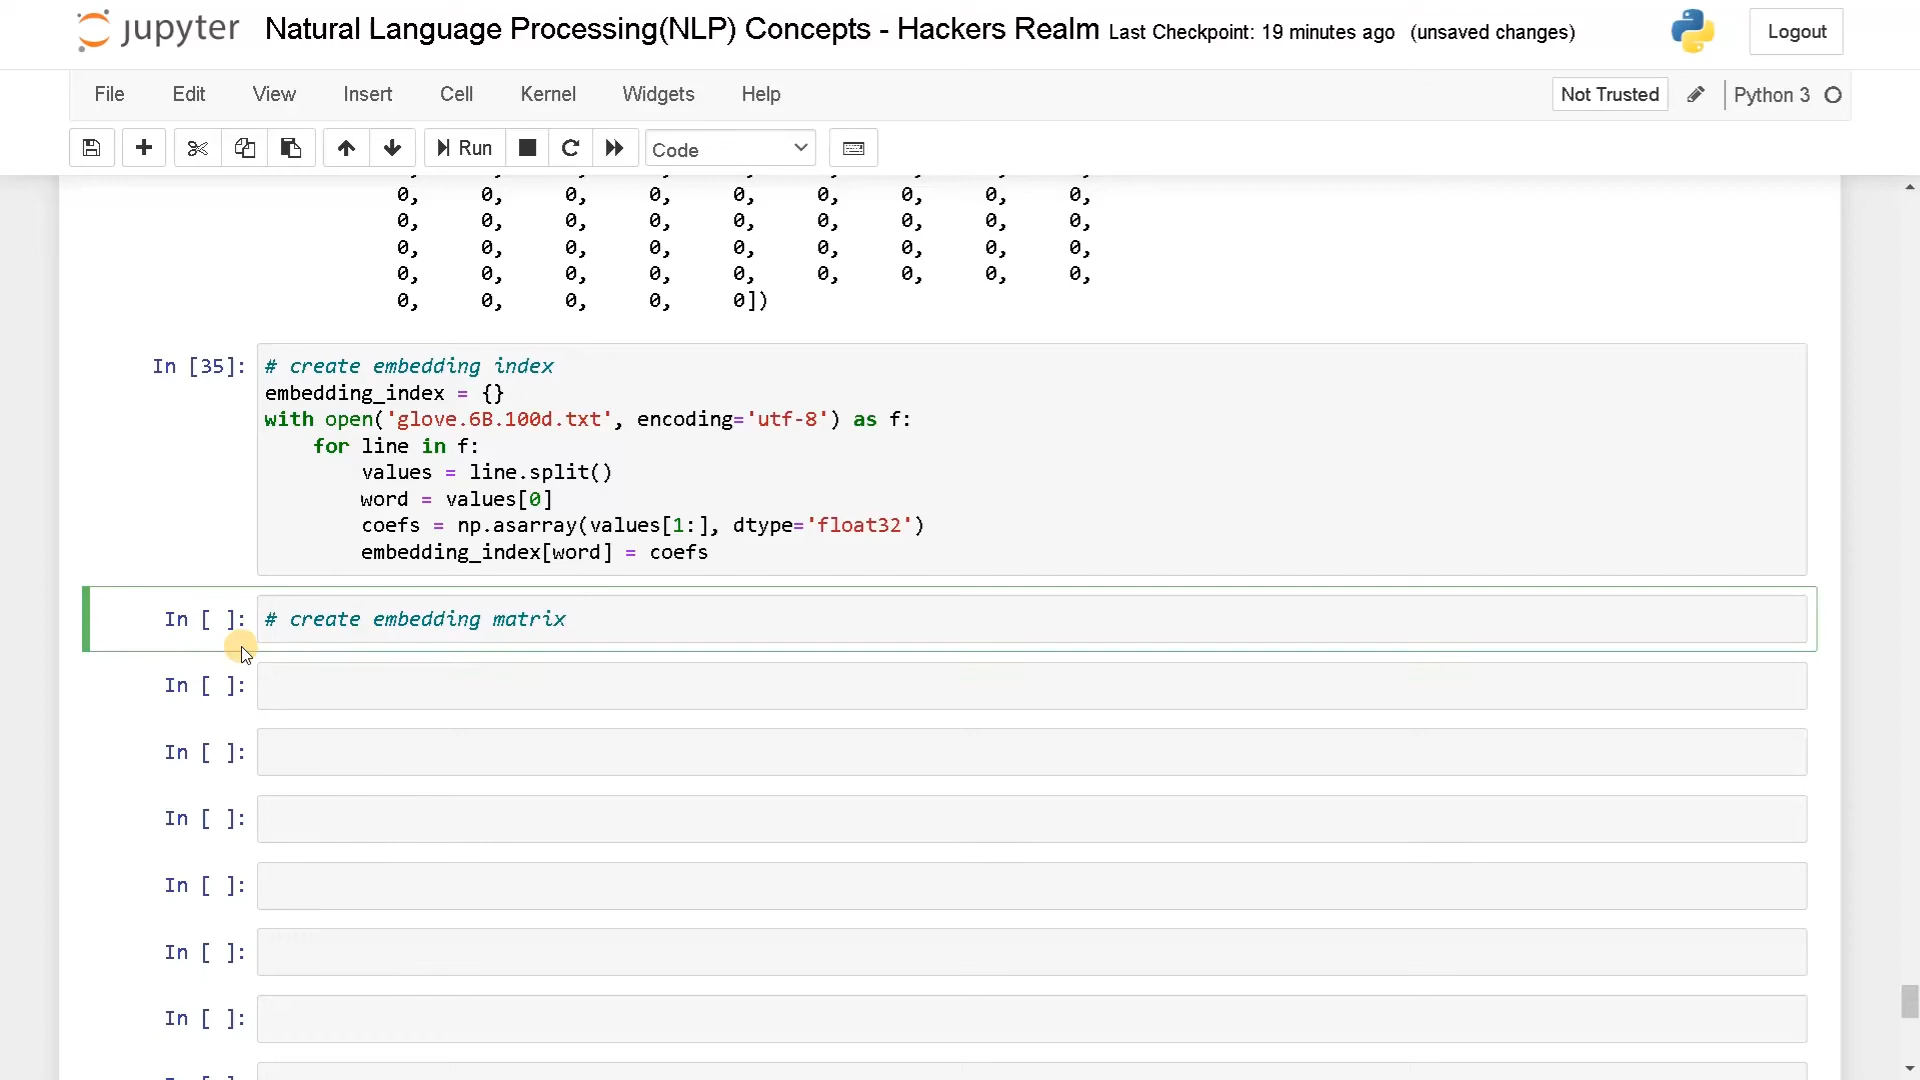 jupyter Natural Language Processing(NLP) Concepts - Hackers Realm Last Checkpoint: 19 minutes ago (unsaved changes) Logout
File Edit View Insert Cell Kernel Widgets Help Not Trusted Python 3
Run Code
0, 0, 0, 0, 0, 0, 0, 0, 0,
0, 0, 0, 0, 0, 0, 0, 0, 0,
0, 0, 0, 0, 0, 0, 0, 0, 0,
0, 0, 0, 0, 0, 0, 0, 0, 0,
0, 0, 0, 0, 0])
In [35]: # create embedding index
embedding_index = {}
with open('glove.6B.100d.txt', encoding='utf-8') as f:
    for line in f:
        values = line.split()
        word = values[0]
        coefs = np.asarray(values[1:], dtype='float32')
        embedding_index[word] = coefs
In [ ]: # create embedding matrix
In [ ]:
In [ ]:
In [ ]:
In [ ]:
In [ ]:
In [ ]: